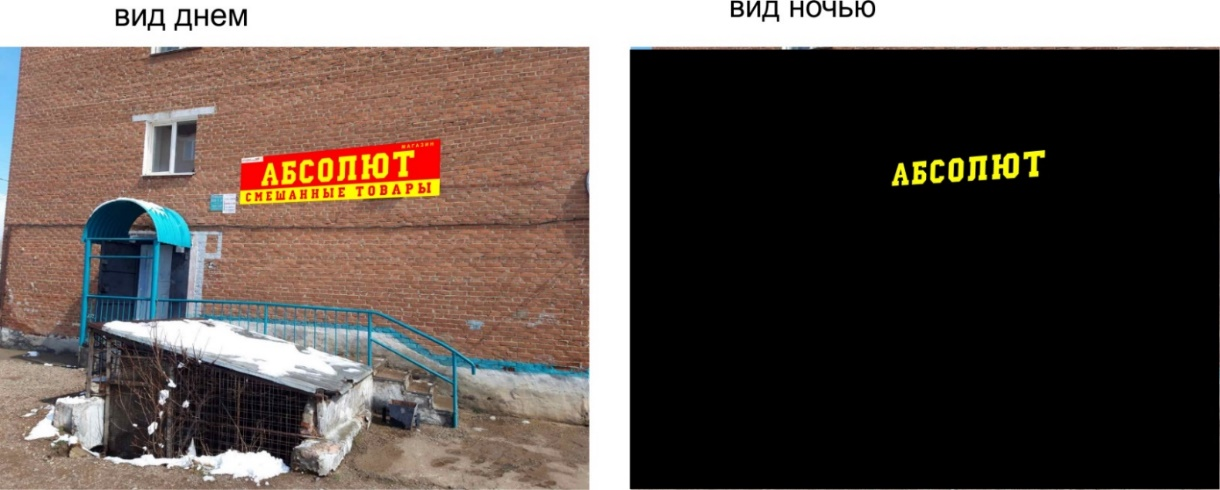 вид днем
вид ночью
МАГАЗИН
АБСОЛЮТ
СМЕШАННЫЕ ТОВАРЫ
АБСОЛЮТ